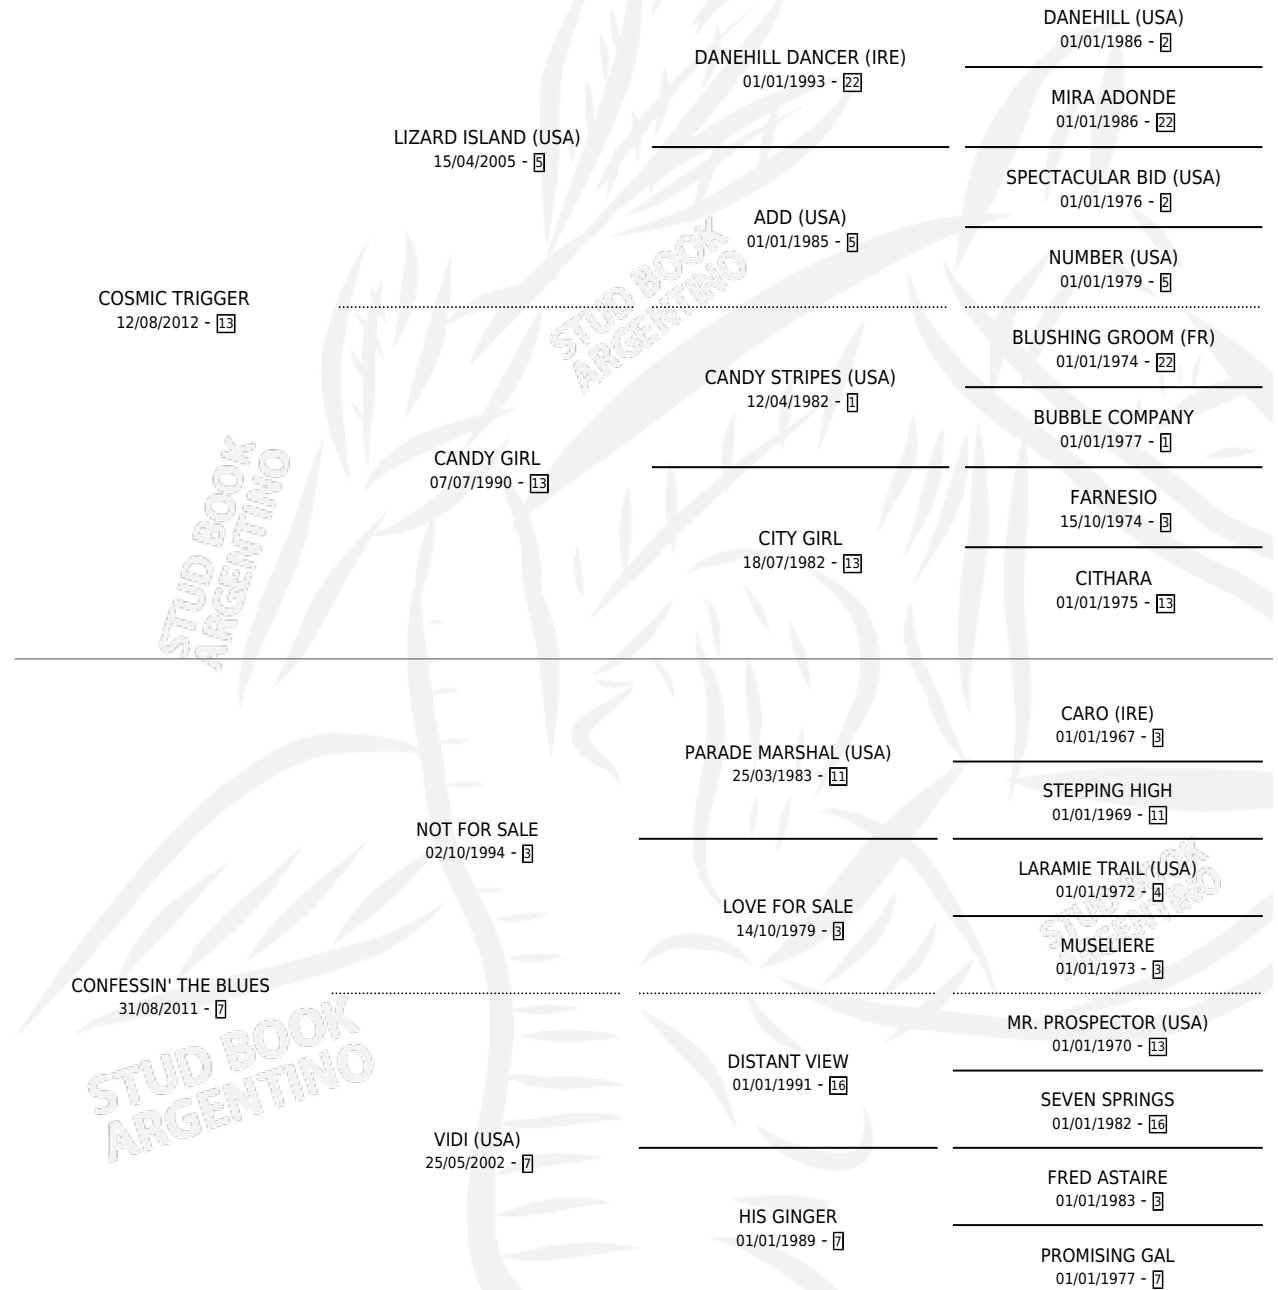 DANEHILL (USA)
01/01/1986 - 2
DANEHILL DANCER (IRE)
01/01/1993 - 22
MIRA ADONDE
01/01/1986 - 22
LIZARD ISLAND (USA)
15/04/2005 - 5
SPECTACULAR BID (USA)
01/01/1976 - 2
ADD (USA)
01/01/1985 - 5
NUMBER (USA)
01/01/1979 - 5
COSMIC TRIGGER
12/08/2012 - 13
BLUSHING GROOM (FR)
01/01/1974 - 22
CANDY STRIPES (USA)
12/04/1982 - 1
BUBBLE COMPANY
01/01/1977 - 1
CANDY GIRL
07/07/1990 - 13
FARNESIO
15/10/1974 - 3
CITY GIRL
18/07/1982 - 13
CITHARA
01/01/1975 - 13
CARO (IRE)
01/01/1967 - 3
PARADE MARSHAL (USA)
25/03/1983 - 11
STEPPING HIGH
01/01/1969 - 11
NOT FOR SALE
02/10/1994 - 3
LARAMIE TRAIL (USA)
01/01/1972 - 4
LOVE FOR SALE
14/10/1979 - 3
MUSELIERE
01/01/1973 - 3
CONFESSIN' THE BLUES
31/08/2011 - 7
MR. PROSPECTOR (USA)
01/01/1970 - 13
DISTANT VIEW
01/01/1991 - 16
SEVEN SPRINGS
01/01/1982 - 16
VIDI (USA)
25/05/2002 - 7
FRED ASTAIRE
01/01/1983 - 3
HIS GINGER
01/01/1989 - 7
PROMISING GAL
01/01/1977 - 7
STUD BOOK
ARGENTINO
STUD BOOK
ARGENTINO
STUD BOOK
ARGENTINO
STUD BOOK
ARGENTINO